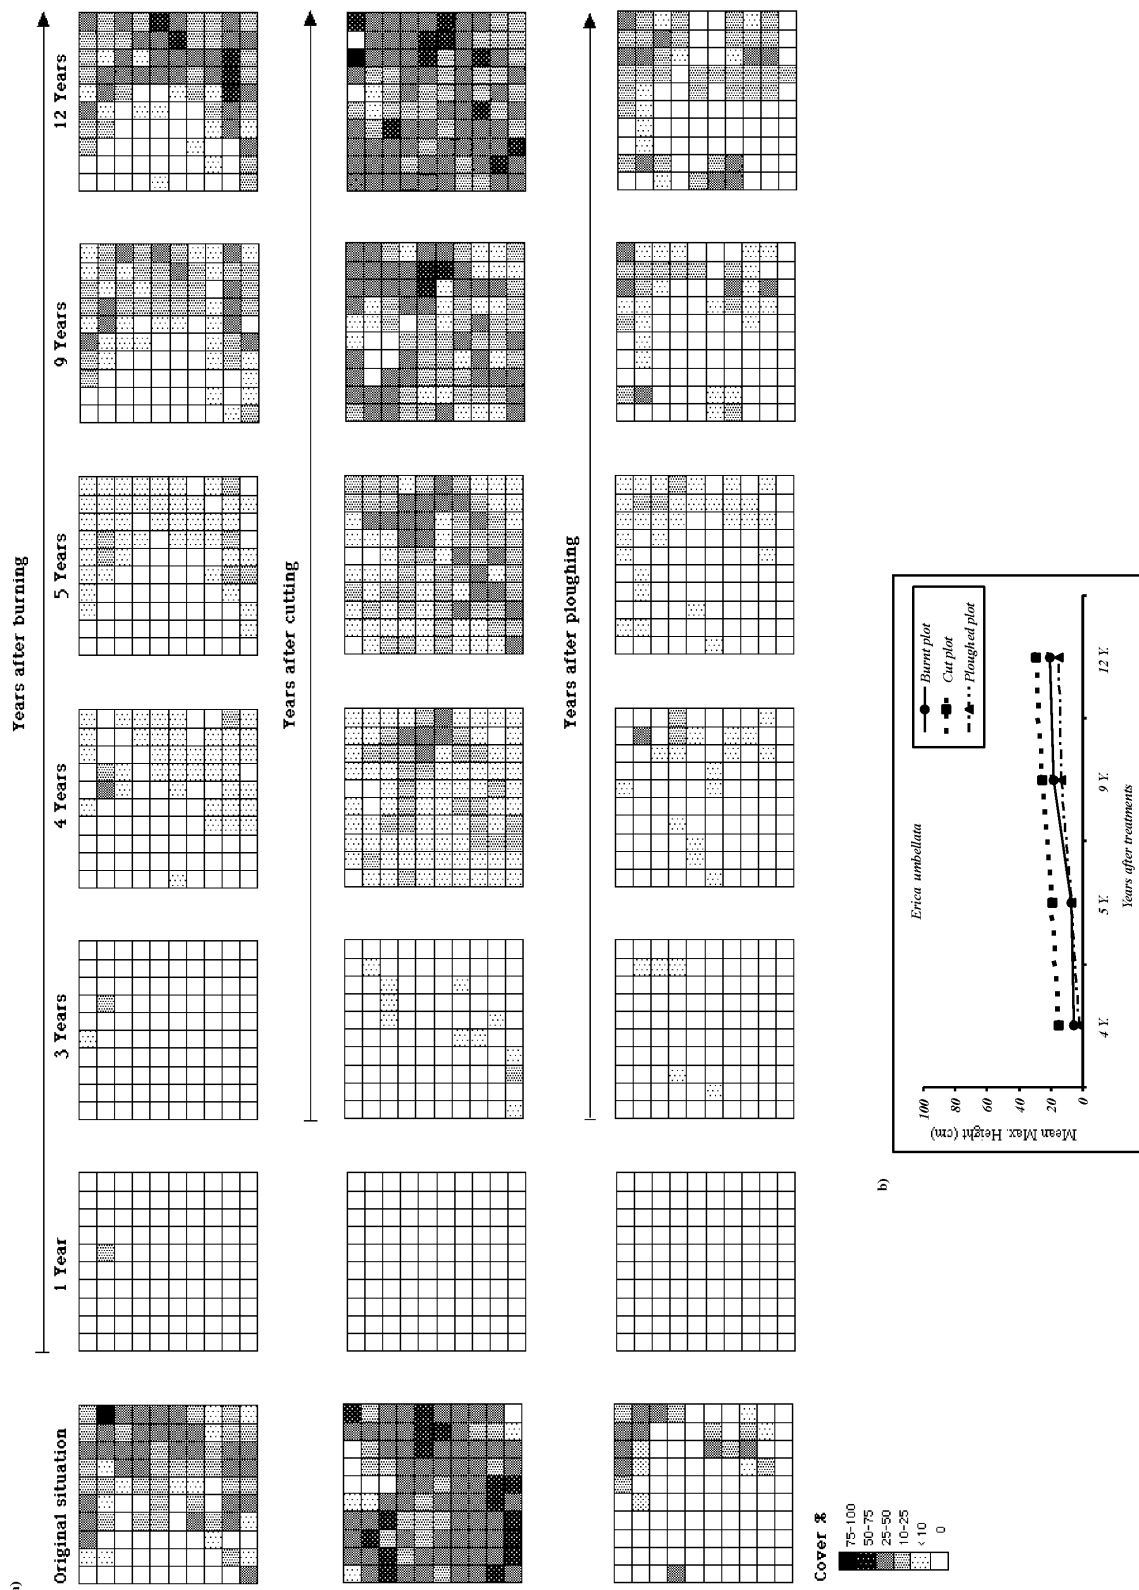 a)
Years after burning
Original situation
1 Year
3 Years
4 Years
5 Years
9 Years
12 Years
Years after cutting
Years after ploughing
Cover %
75-100
50-75
25-50
10-25
<10
0
b)
Erica umbellata
Burnt plot
Cut plot
Ploughed plot
Mean Max. Height (cm)
100
80
60
40
20
0
4 Y.
5 Y.
9 Y.
12 Y.
Years after treatments